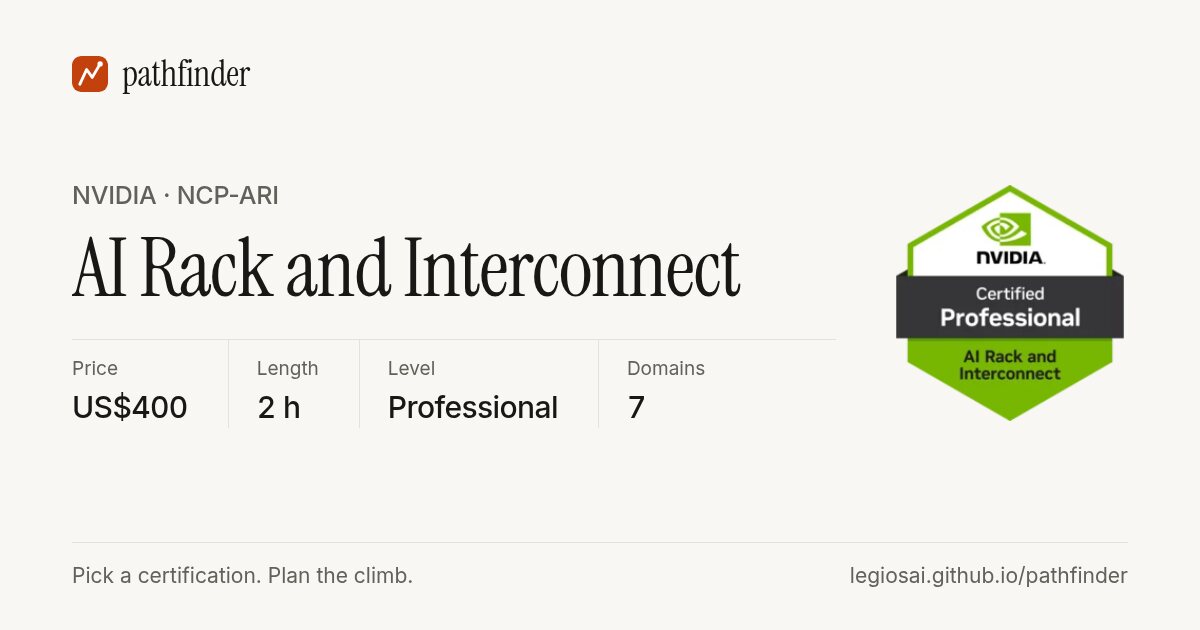 pathfinder
NVIDIA · NCP-ARI
AI Rack and Interconnect
Price
US$400
Length
2 h
Level
Professional
Domains
7
NVIDIA.
Certified
Professional
AI Rack and
Interconnect
Pick a certification. Plan the climb.
legiosai.github.io/pathfinder